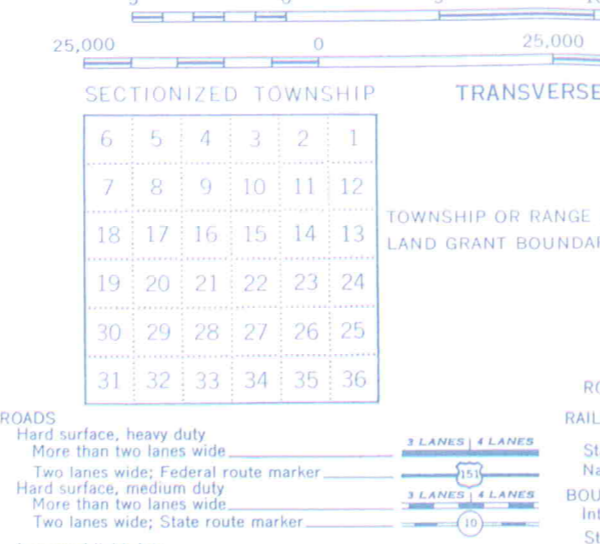 25,000 0 25,000
SECTIONIZED TOWNSHIP
TRANSVERSE
6 5 4 3 2 1
7 8 9 10 11 12
18 17 16 15 14 13
19 20 21 22 23 24
30 29 28 27 26 25
31 32 33 34 35 36
TOWNSHIP OR RANGE
LAND GRANT BOUNDAR
ROADS
Hard surface, heavy duty
More than two lanes wide 3 LANES | 4 LANES
Two lanes wide; Federal route marker 151
Hard surface, medium duty
More than two lanes wide 3 LANES | 4 LANES
Two lanes wide; State route marker 10
RO
RAIL
St
Na
BOU
Int
St